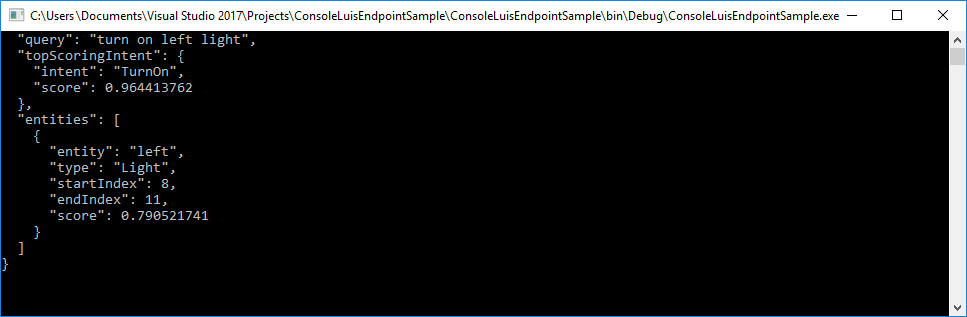 C:\Users \Documents\Visual Studio 2017\Projects\ConsoleLuisEndpointSample\ConsoleLuisEndpointSample\bin\Debug\ConsoleLuisEndpointSample.exe
"query": "turn on left light",
"topScoringIntent": {
"intent": "TurnOn",
"score": 0.964413762
},
"entities": [
{
"entity": "left",
"type": "Light",
"startIndex": 8,
"endIndex": 11,
"score": 0.790521741
}
]
}